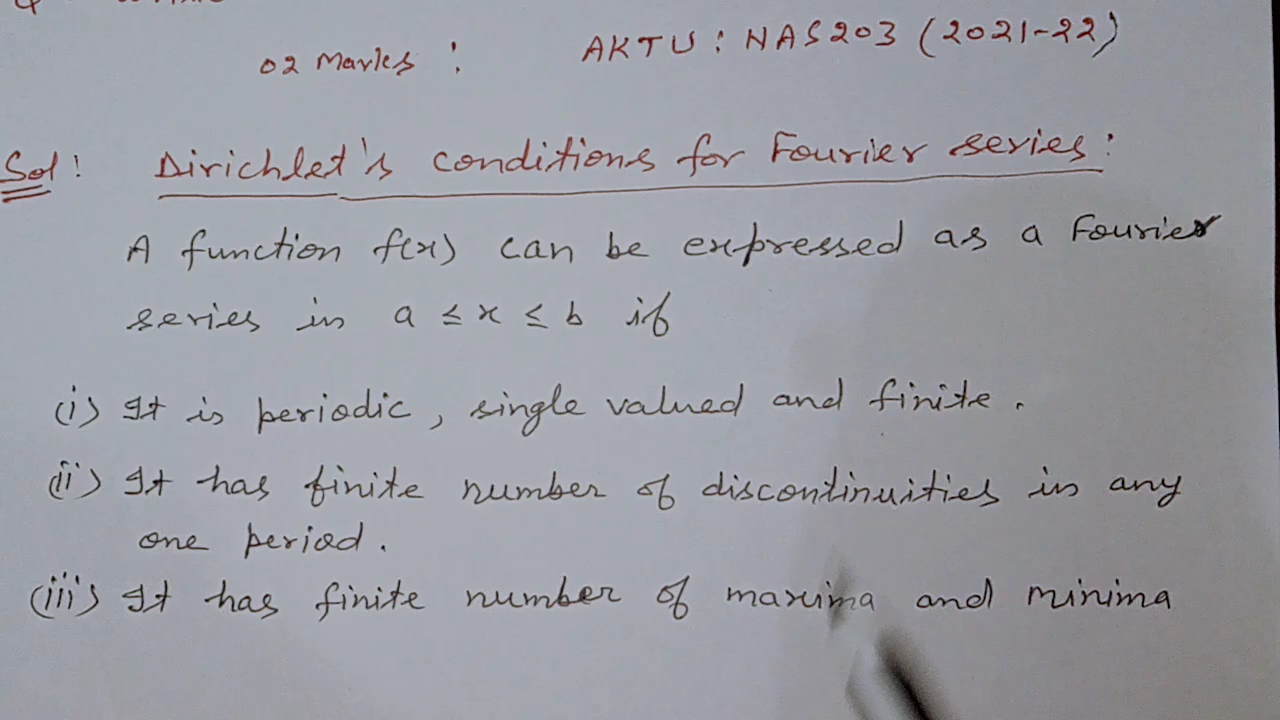 02 Marks : AKTU : NAS203 (2021-22)
Sol! Dirichlet's conditions for Fourier series:
A function f(x) can be expressed as a Fourier
series in a ≤ x ≤ b if
(i) It is periodic, single valued and finite.
(ii) It has finite number of discontinuities in any
one period.
(iii) It has finite number of maxima and minima